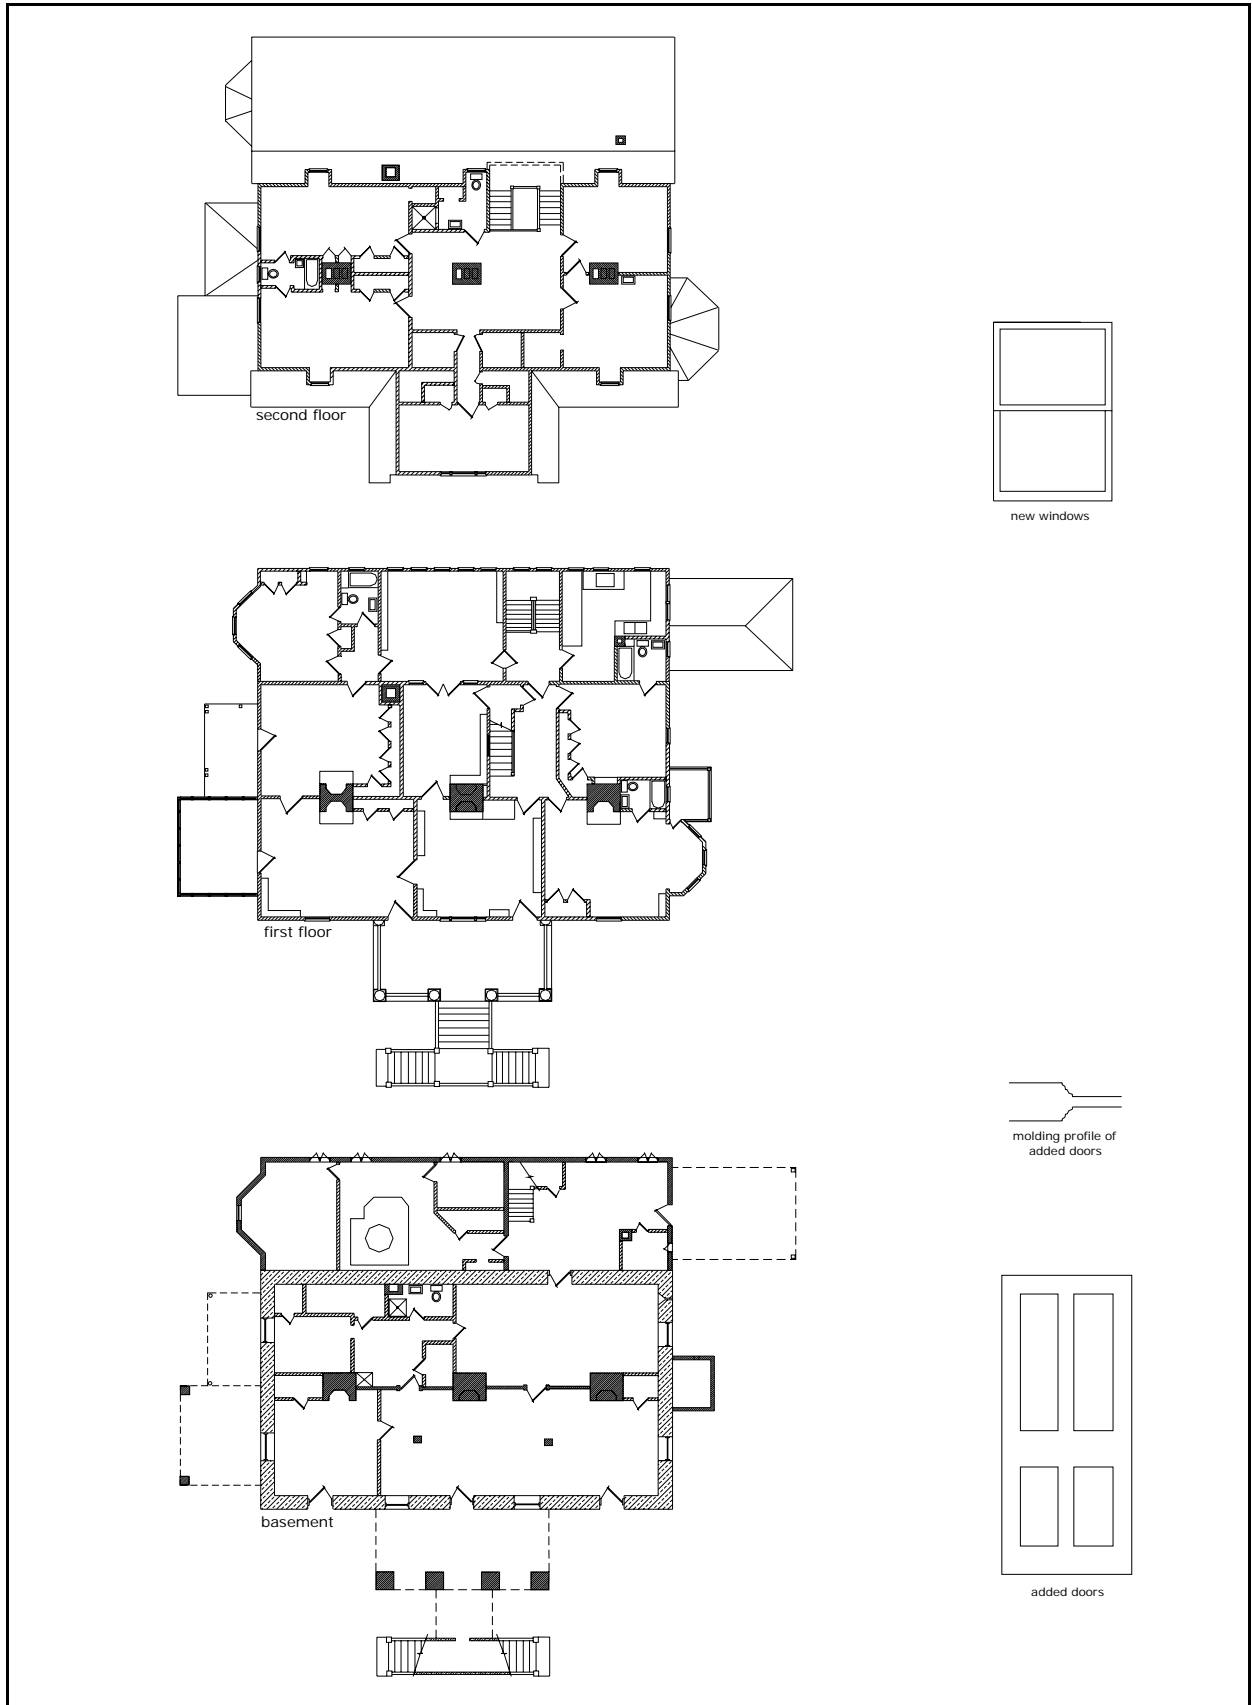 second floor
new windows
first floor
molding profile of
added doors
basement
added doors